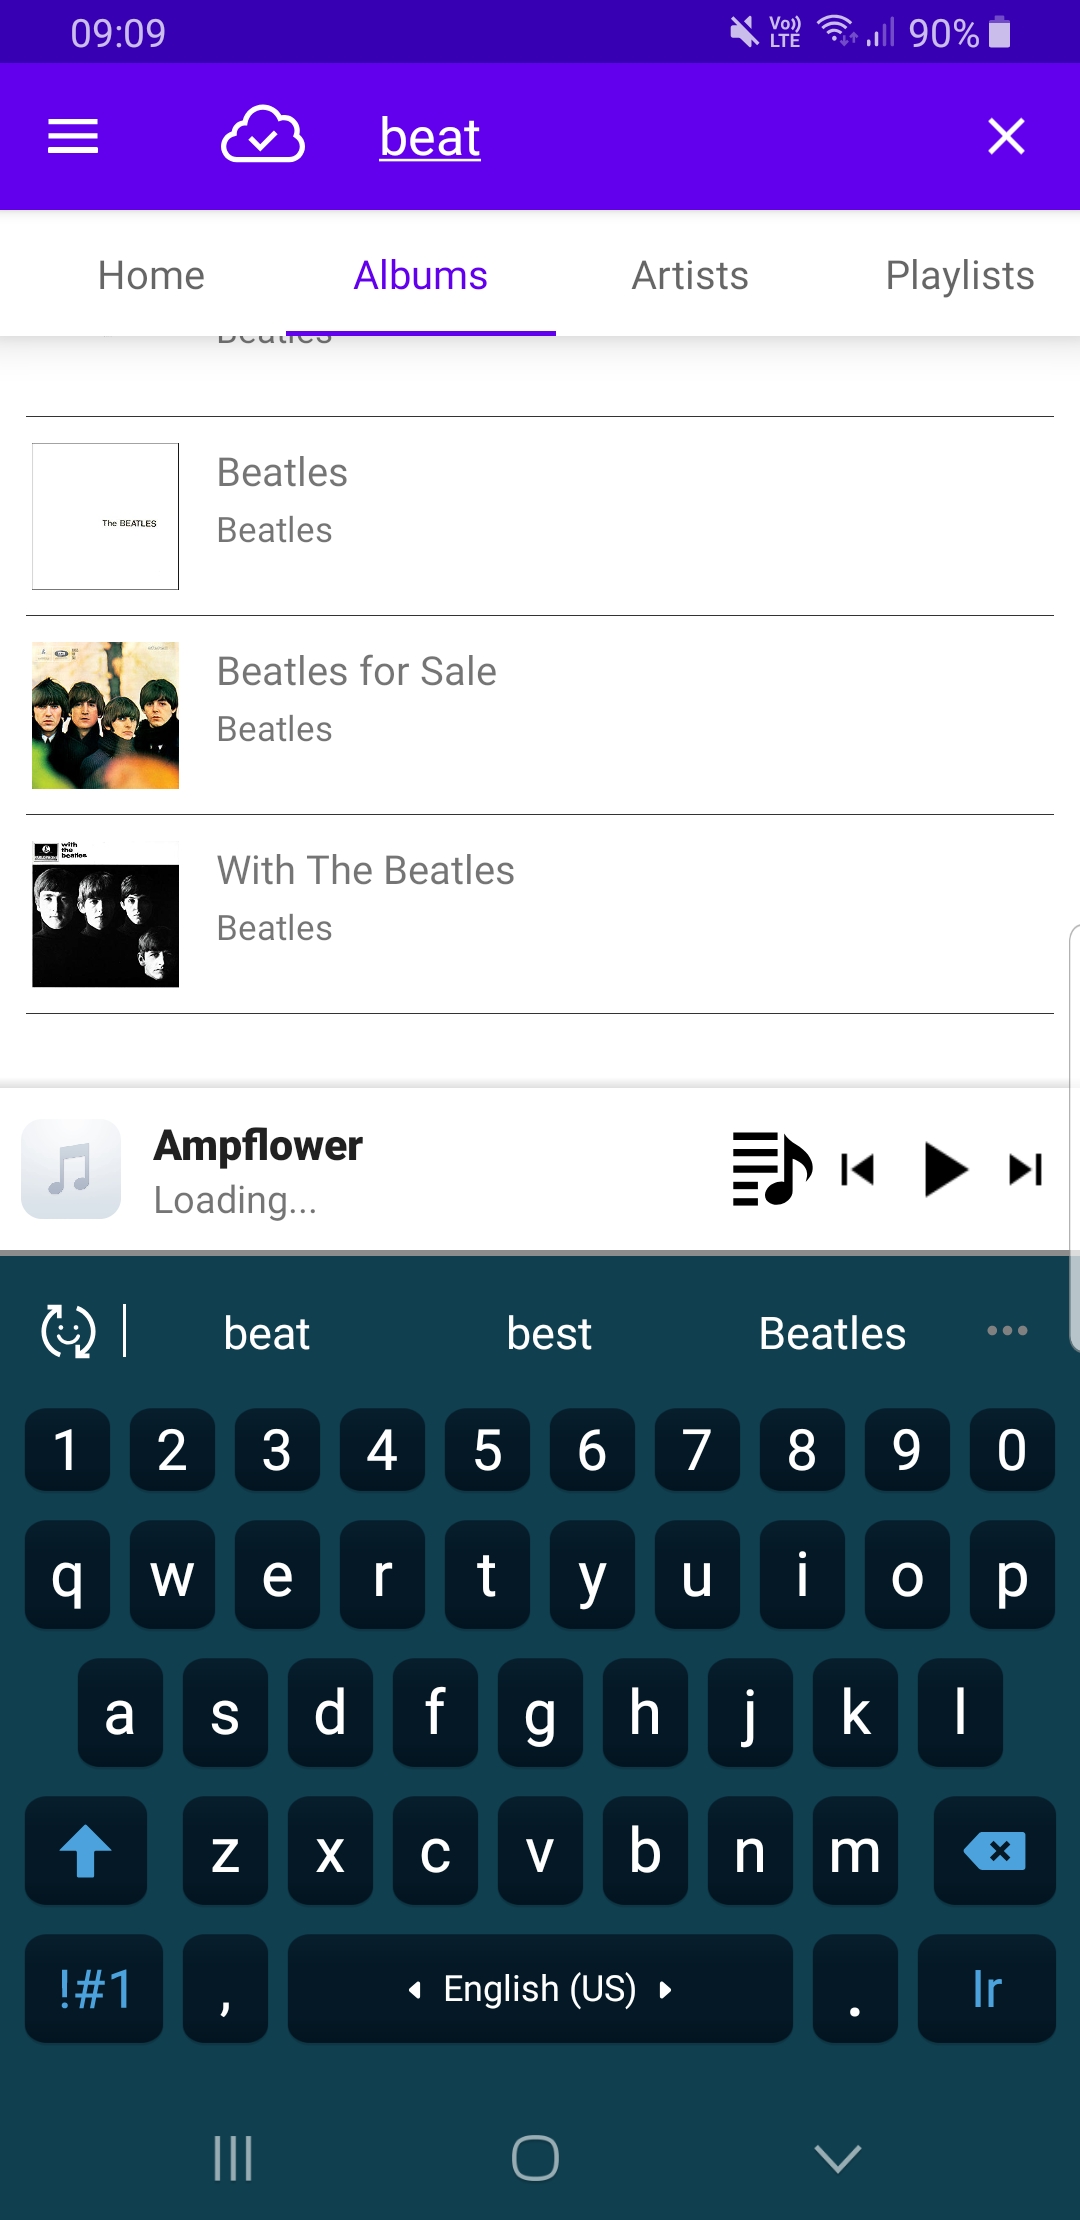 09:09 Vo)) LTE 90%
beat
Home Albums Artists Playlists
Beatles
Beatles
The BEATLES
Beatles
Beatles for Sale
Beatles
with the beatles
With The Beatles
Beatles
Ampflower
Loading...
beat best Beatles
1 2 3 4 5 6 7 8 9 0
q w e r t y u i o p
a s d f g h j k l
z x c v b n m
!#1 , English (US) . Ir